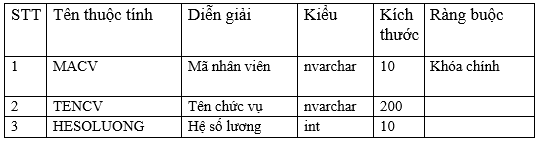 STT Tên thuộc tính Diễn giải Kiểu Kích thước Ràng buộc
1 MACV Mã nhân viên nvarchar 10 Khóa chính
2 TENCV Tên chức vụ nvarchar 200
3 HESOLUONG Hệ số lương int 10